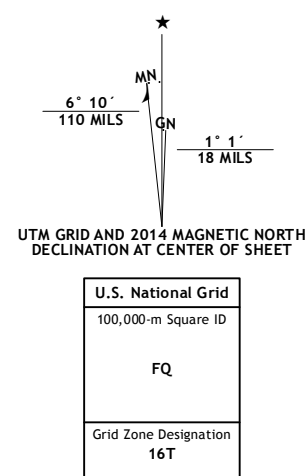 ★
MN.
6° 10´
110 MILS
GN
1° 1´
18 MILS
UTM GRID AND 2014 MAGNETIC NORTH
DECLINATION AT CENTER OF SHEET
U.S. National Grid
100,000-m Square ID
FQ
Grid Zone Designation
16T